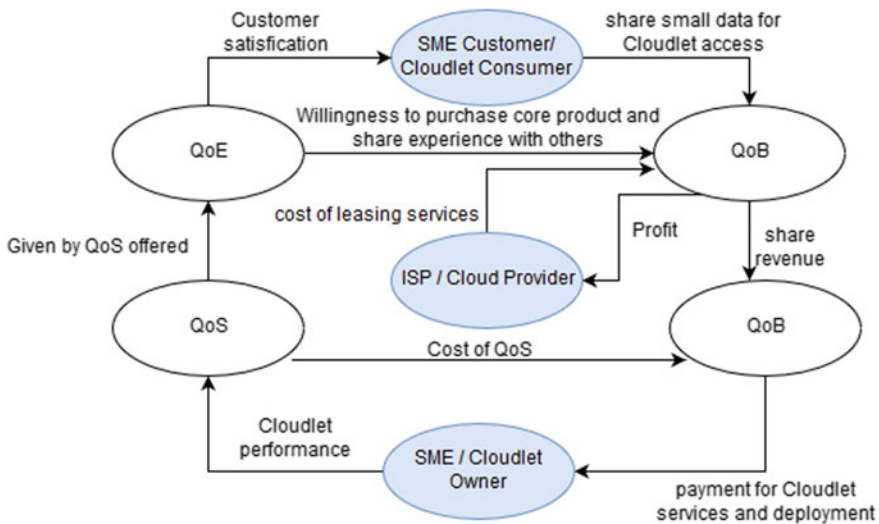 Customer
satisfication
SME Customer/
Cloudlet Consumer
share small data for
Cloudlet access
QoE
Willingness to purchase core product and
share experience with others
QoB
cost of leasing services
Given by QoS offered
ISP / Cloud Provider
Profit
share
revenue
QoS
Cost of QoS
QoB
Cloudlet
performance
SME / Cloudlet
Owner
payment for Cloudlet
services and deployment